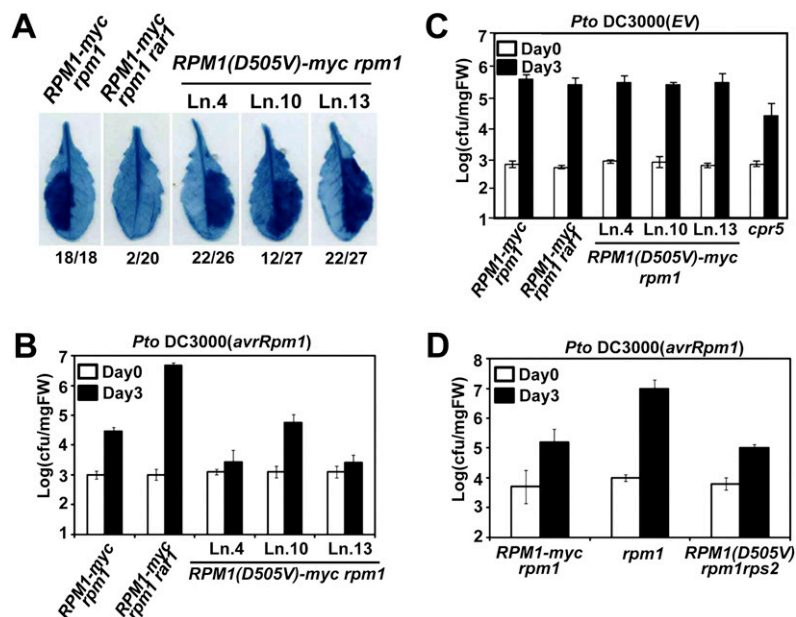 A
RPM1-myc
rpm1
RPM1-myc
rpm1 rar1
RPM1(D505V)-myc rpm1
Ln.4 Ln.10 Ln.13
18/18 2/20 22/26 12/27 22/27
B
Pto DC3000(avrRpm1)
Log(cfu/mgFW)
7
6
5
4
3
2
1
Day0
Day3
RPM1-myc
rpm1
RPM1-myc
rpm1 rar1
Ln.4 Ln.10 Ln.13
RPM1(D505V)-myc rpm1
C
Pto DC3000(EV)
Log(cfu/mgFW)
7
6
5
4
3
2
1
Day0
Day3
RPM1-myc
rpm1
RPM1-myc
rpm1 rar1
Ln.4 Ln.10 Ln.13
RPM1(D505V)-myc
rpm1
cpr5
D
Pto DC3000(avrRpm1)
Log(cfu/mgFW)
8
7
6
5
4
3
2
Day0
Day3
RPM1-myc
rpm1
rpm1
RPM1(D505V)
rpm1rps2